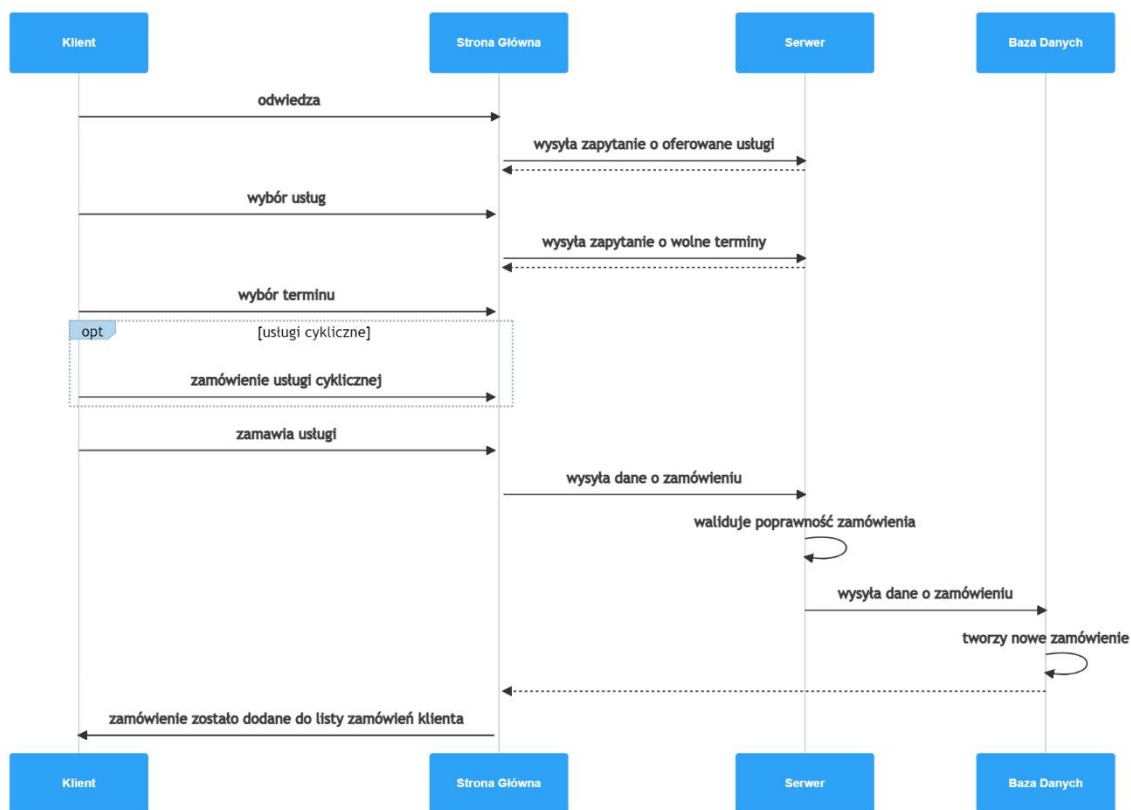 Klient
Strona Główna
Serwer
Baza Danych
odwiedza
wysyła zapytanie o oferowane usługi
wybór usług
wysyła zapytanie o wolne terminy
wybór terminu
opt
[usługi cykliczne]
zamówienie usługi cyklicznej
zamawia usługi
wysyła dane o zamówieniu
waliduje poprawność zamówienia
wysyła dane o zamówieniu
tworzy nowe zamówienie
zamówienie zostało dodane do listy zamówień klienta
Klient
Strona Główna
Serwer
Baza Danych